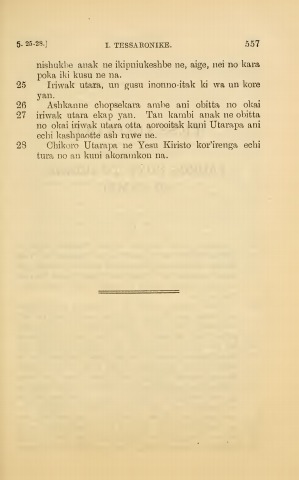 5. 25-28.] I. TESSARONIKE. 557
nishukbe anak ne ikipuiukeshbe ne, aige, nei no kara
poka iki kusu ne na.
25 Iriwak utara, un gusu inonno-itak ki wa un kore
yan.
26 Ashkanne chopsekara ambe ani obitta no okai
27 iriwak utara ekap yan. Tan kambi anak ne obitta
no okai iriwak utara otta aorooitak kuni Utarapa ani
echi kashpaotte ash ruwe ne.
28 Chikoro Utarapa ne Yesu Kiristo kor'irenga echi
tura no an kuni akoramkon na.